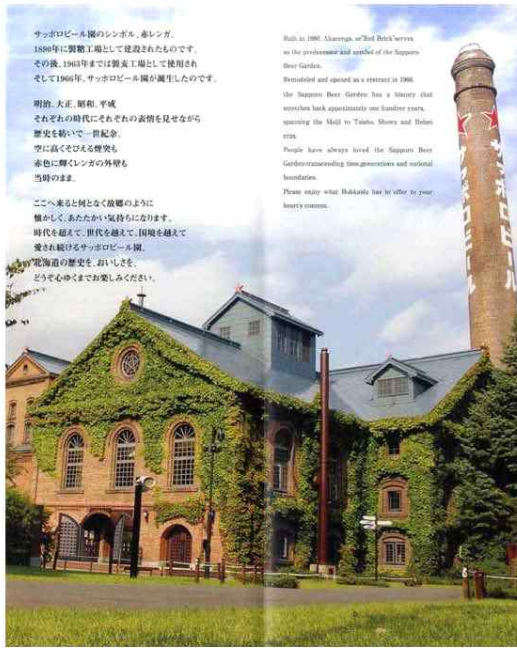 サッポロビール園のシンボル、赤レンガ。
1890年に製糖工場として建設されたものです。
その後、1963年までは製麦工場として使用され
そして1966年、サッポロビール園が誕生したのです。
明治、大正、昭和、平成
それぞれの時代にそれぞれの表情を見せながら
歴史を紡いで一世紀余。
空に高くそびえる煙突も
赤色に輝くレンガの外壁も
当時のまま。
ここへ来ると何となく故郷のように
懐かしく、あたたかい気持ちになります。
時代を超えて、世代を越えて、国境を越えて
愛され続けるサッポロビール園。
北海道の歴史を、おいしさを、
どうぞ心ゆくまでお楽しみください。
Built in 1890, Akarenga, or"Red Brick"serves
as the predecessor and symbol of the Sapporo
Beer Garden.
Remodeled and opened as a restrant in 1966,
the Sapporo Beer Garden has a history that
stretches back appoximately one hundred years,
spanning the Meiji to Taisho, Showa and Heisei
eras.
People have always loved the Sapporo Beer
Garden-transcending time,generations and national
boundaries.
Please enjoy what Hokkaido has to offer to your
heart's content.
サッポロビール